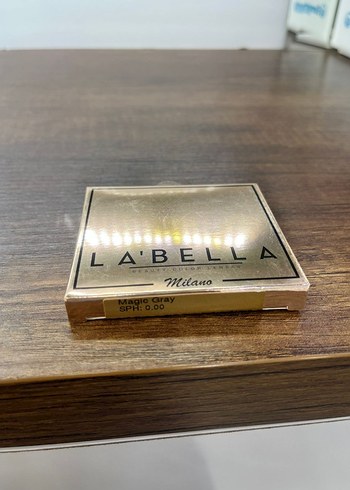 LA'BELLA
Milano
Magic Gray
SPH: 0.00